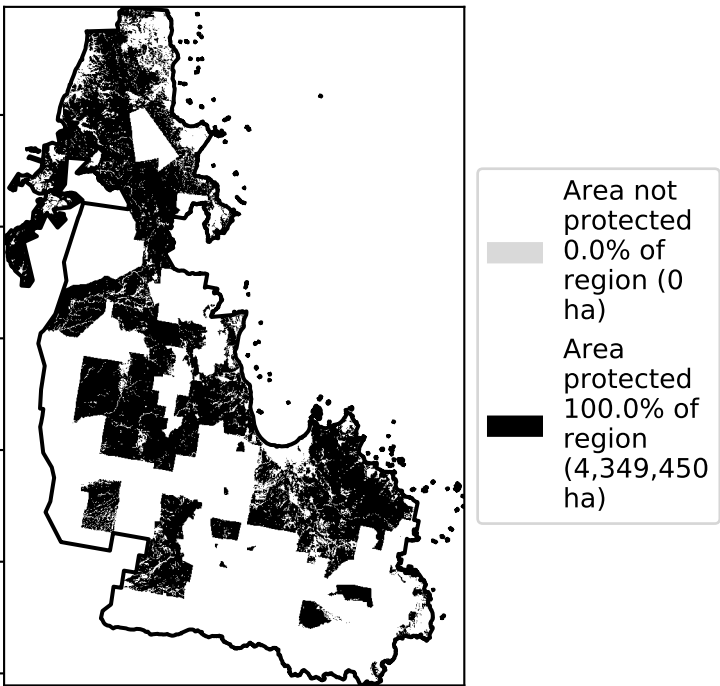 Area not
protected
0.0% of
region (0
ha)
Area
protected
100.0% of
region
(4,349,450
ha)